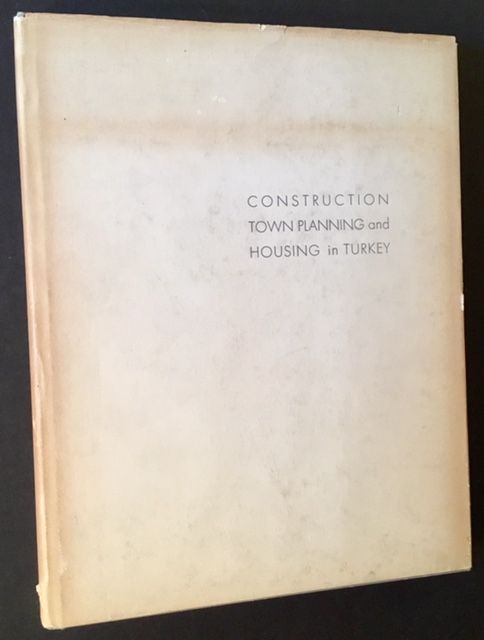 CONSTRUCTION
TOWN PLANNING and
HOUSING in TURKEY